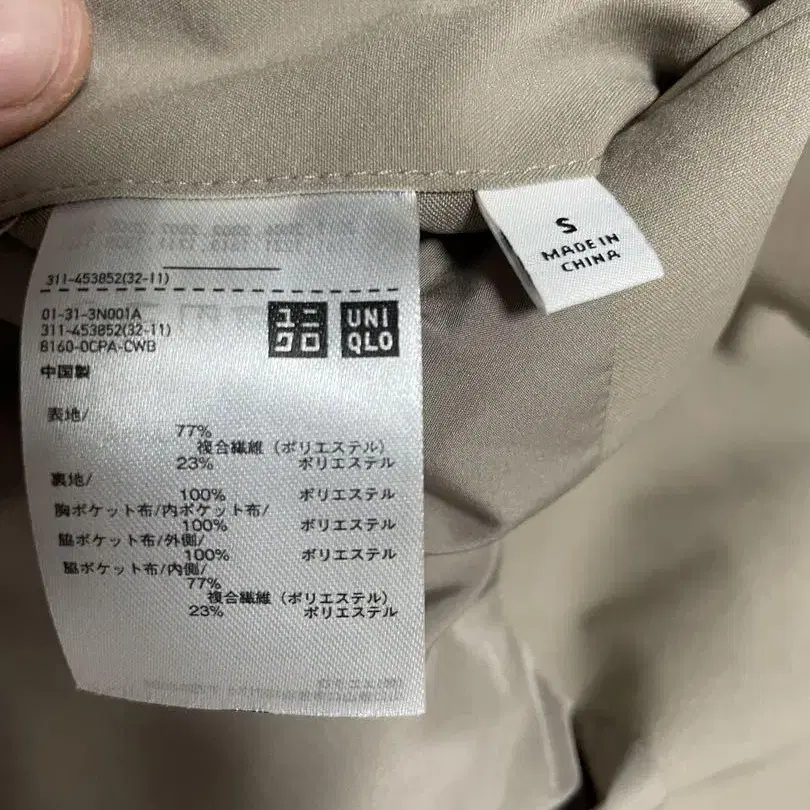 311-453852(32-11)
01-31-3N001A
311-453852(32-11)
8160-0CPA-CWB
ユニ
クロ
UNI
QLO
中国製
表地/
77%
複合繊維(ポリエステル)
23% ポリエステル
裏地/
100% ポリエステル
胸ポケット布/内ポケット布/
100% ポリエステル
脇ポケット布/外側/
100% ポリエステル
脇ポケット布/内側/
77%
複合繊維(ポリエステル)
23% ポリエステル
S
MADE IN
CHINA